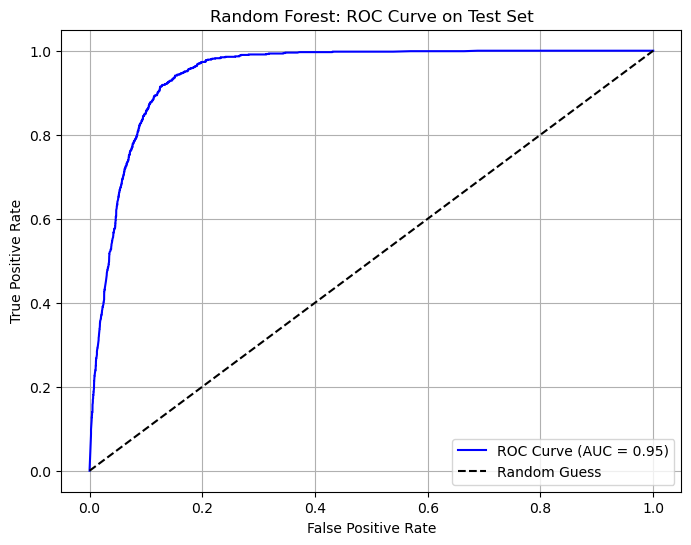 Random Forest: ROC Curve on Test Set
True Positive Rate
1.0
0.8
0.6
0.4
0.2
0.0
0.0 0.2 0.4 0.6 0.8 1.0
False Positive Rate
ROC Curve (AUC = 0.95)
Random Guess